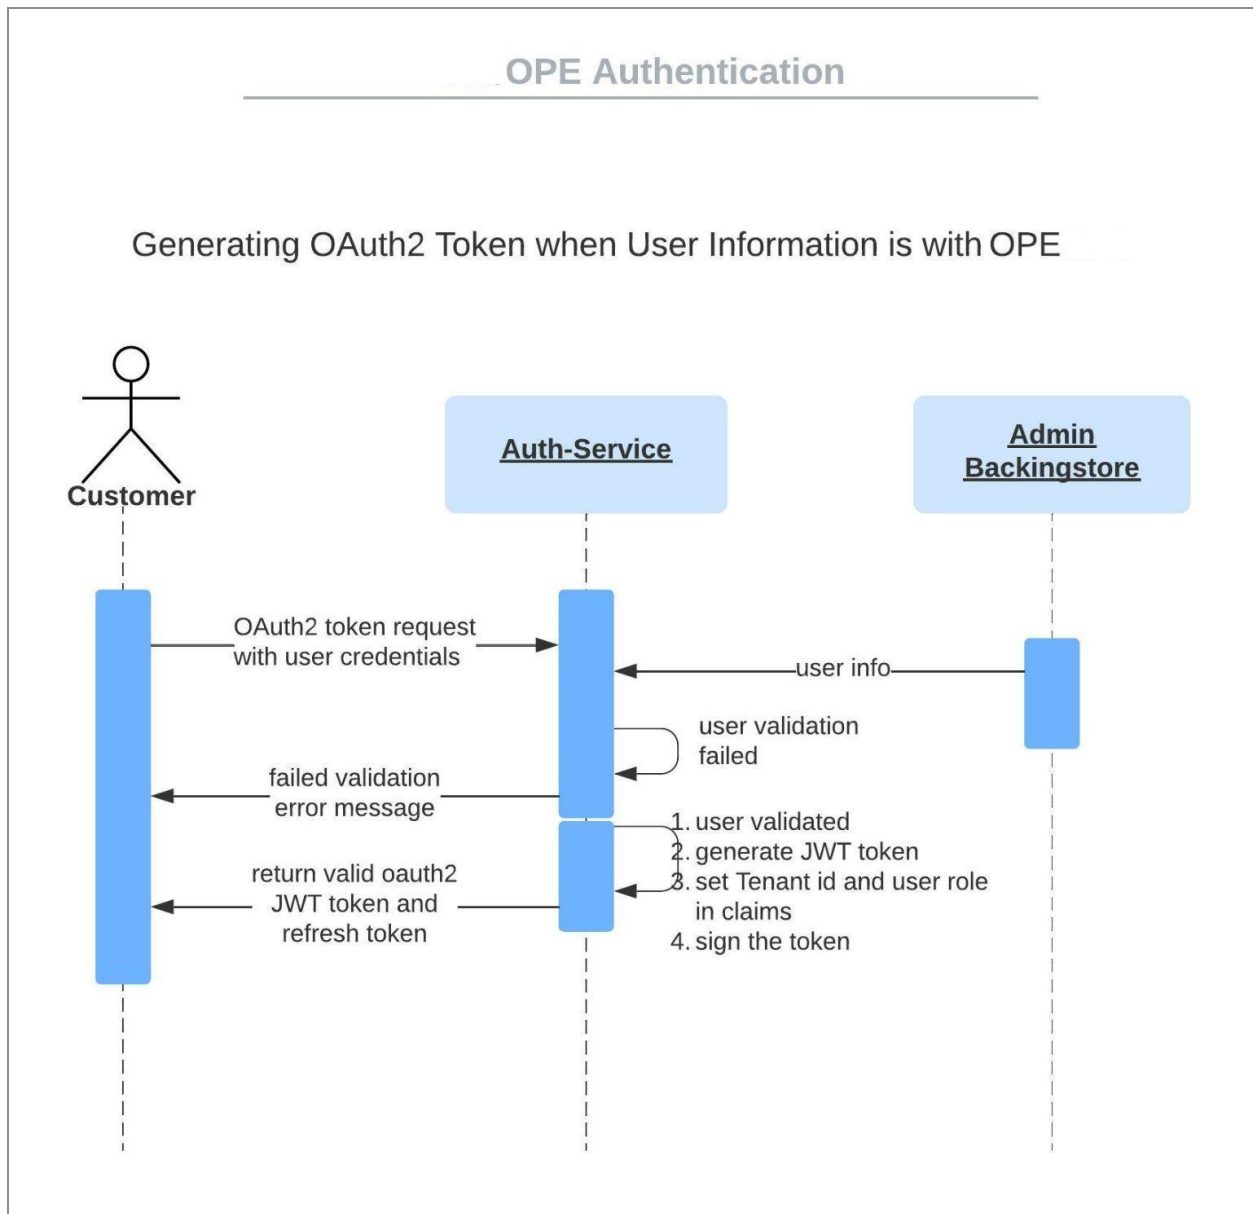 OPE Authentication
Generating OAuth2 Token when User Information is with OPE
Customer
Auth-Service
Admin
Backingstore
OAuth2 token request
with user credentials
user info
user validation
failed
failed validation
error message
1. user validated
2. generate JWT token
3. set Tenant id and user role
in claims
4. sign the token
return valid oauth2
JWT token and
refresh token